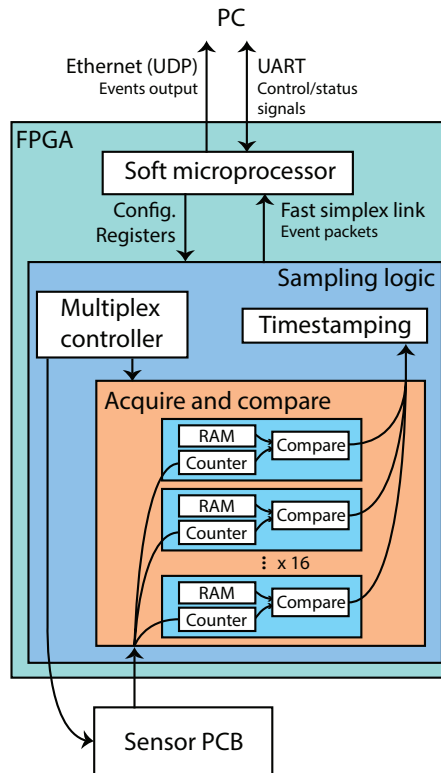 PC
Ethernet (UDP)
Events output
UART
Control/status
signals
FPGA
Soft microprocessor
Config.
Registers
Fast simplex link
Event packets
Sampling logic
Multiplex
controller
Timestamping
Acquire and compare
RAM
Counter
Compare
RAM
Counter
Compare
⋮ x 16
RAM
Counter
Compare
Sensor PCB